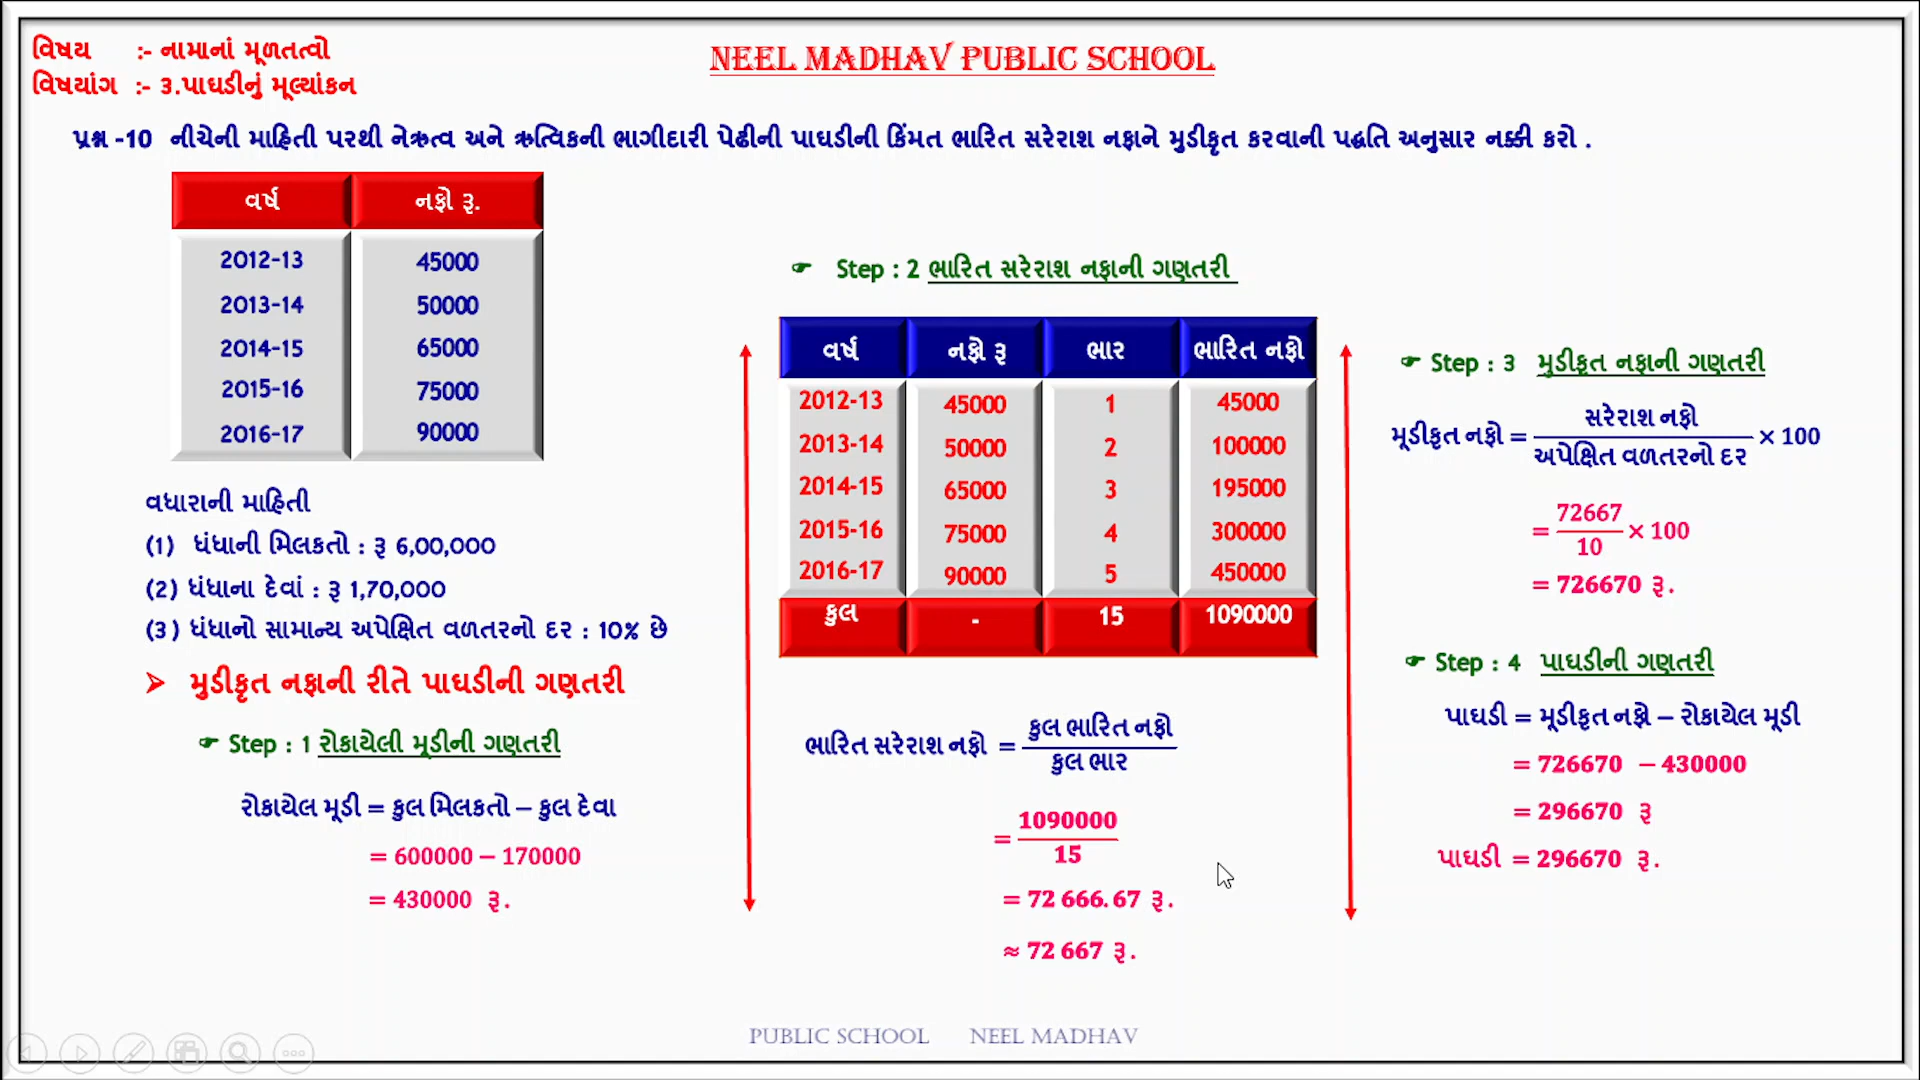 વિષય :- નામાનાં મૂળતત્વો
વિષયાંગ :- ૩.પાઘડીનું મૂલ્યાંકન
NEEL MADHAV PUBLIC SCHOOL
પ્રશ્ન -10 નીચેની માહિતી પરથી નેઋત્વ અને ઋત્વિકની ભાગીદારી પેઢીની પાઘડીની કિંમત ભારિત સરેરાશ નફાને મુડીકૃત કરવાની પદ્ધતિ અનુસાર નક્કી કરો .
વર્ષ નફો રૂ.
2012-13 45000
2013-14 50000
2014-15 65000
2015-16 75000
2016-17 90000
વધારાની માહિતી
(1) ધંધાની મિલકતો : રૂ 6,00,000
(2) ધંધાના દેવાં : રૂ 1,70,000
(3) ધંધાનો સામાન્ય અપેક્ષિત વળતરનો દર : 10% છે
➢ મુડીકૃત નફાની રીતે પાઘડીની ગણતરી
☛ Step : 1 રોકાયેલી મૂડીની ગણતરી
રોકાયેલ મૂડી = કુલ મિલકતો – કુલ દેવા
= 600000 – 170000
= 430000 રૂ.
☛ Step : 2 ભારિત સરેરાશ નફાની ગણતરી
વર્ષ નફો રૂ ભાર ભારિત નફો
2012-13 45000 1 45000
2013-14 50000 2 100000
2014-15 65000 3 195000
2015-16 75000 4 300000
2016-17 90000 5 450000
કુલ - 15 1090000
ભારિત સરેરાશ નફો = કુલ ભારિત નફો
કુલ ભાર
= 1090000
15
= 72 666.67 રૂ.
≈ 72 667 રૂ.
☛ Step : 3 મુડીકૃત નફાની ગણતરી
મૂડીકૃત નફો = સરેરાશ નફો × 100
અપેક્ષિત વળતરનો દર
= 72667 × 100
10
= 726670 રૂ.
☛ Step : 4 પાઘડીની ગણતરી
પાઘડી = મૂડીકૃત નફો – રોકાયેલ મૂડી
= 726670 – 430000
= 296670 રૂ
પાઘડી = 296670 રૂ.
PUBLIC SCHOOL NEEL MADHAV